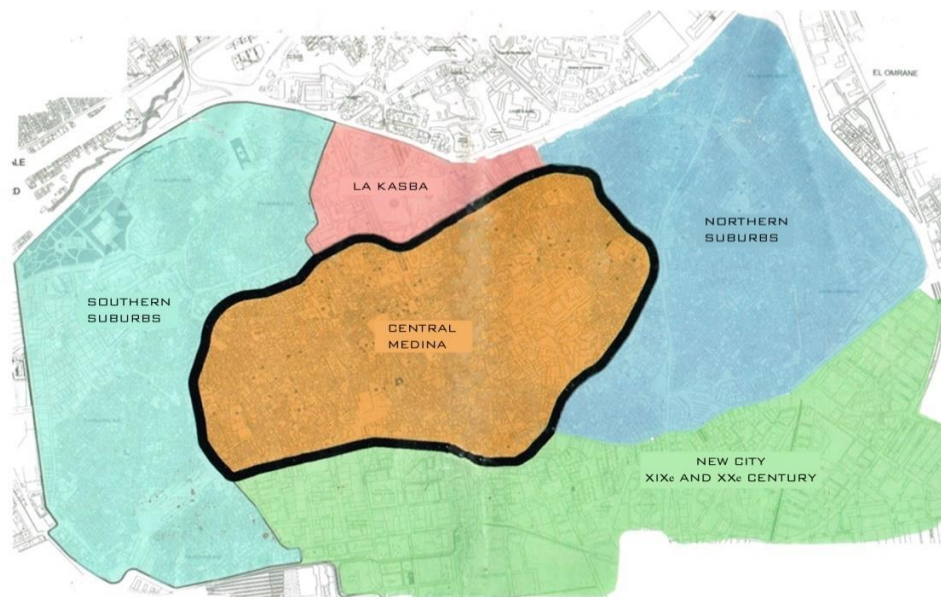 EL OMRANE
LA KASBA
NORTHERN
SUBURBS
SOUTHERN
SUBURBS
CENTRAL
MEDINA
NEW CITY
XIXe AND XXe CENTURY